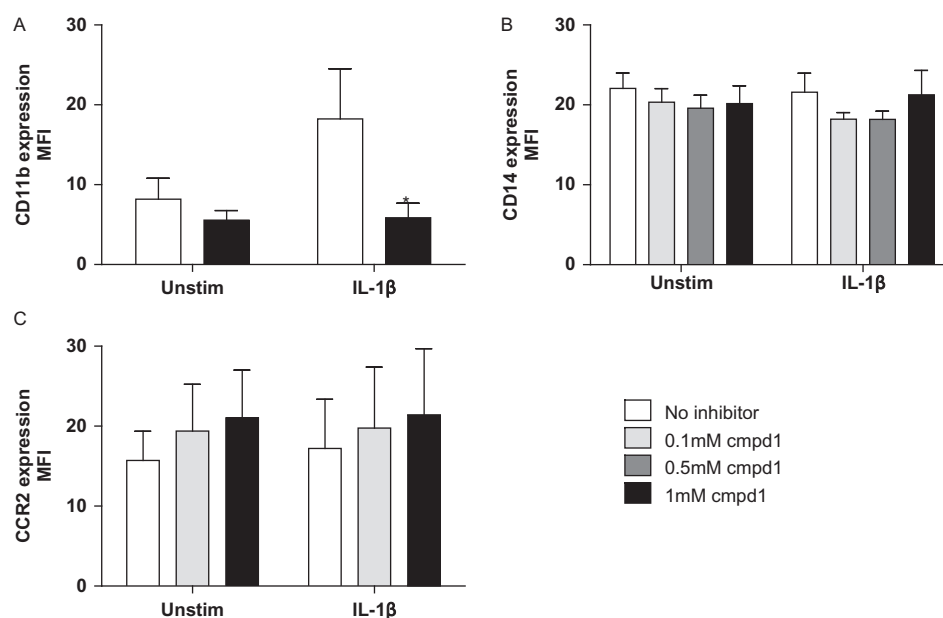 A
30
20
10
0
CD11b expression
MFI
*
Unstim
IL-1β
B
30
20
10
0
CD14 expression
MFI
Unstim
IL-1β
C
30
20
10
0
CCR2 expression
MFI
Unstim
IL-1β
No inhibitor
0.1mM cmpd1
0.5mM cmpd1
1mM cmpd1